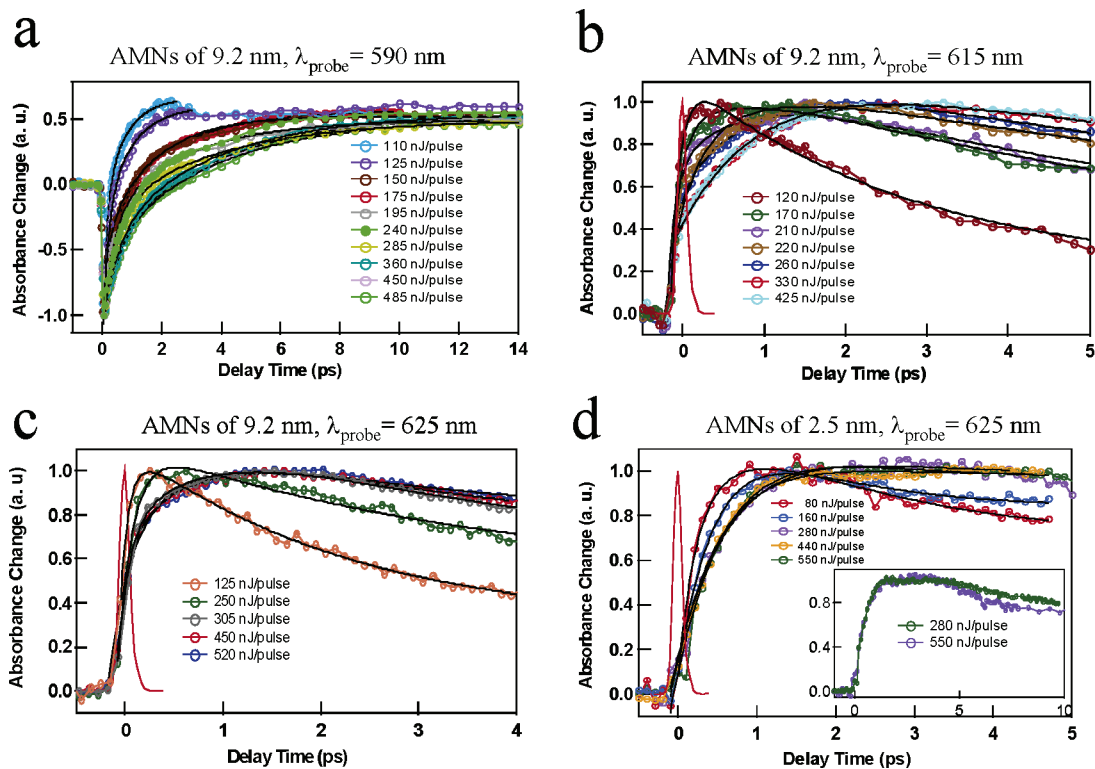 a
AMNs of 9.2 nm, λprobe= 590 nm
Absorbance Change (a. u.)
0.5
0.0
-0.5
-1.0
110 nJ/pulse
125 nJ/pulse
150 nJ/pulse
175 nJ/pulse
195 nJ/pulse
240 nJ/pulse
285 nJ/pulse
360 nJ/pulse
450 nJ/pulse
485 nJ/pulse
0 2 4 6 8 10 12 14
Delay Time (ps)
b
AMNs of 9.2 nm, λprobe= 615 nm
Absorbance Change (a. u.)
1.0
0.8
0.6
0.4
0.2
0.0
120 nJ/pulse
170 nJ/pulse
210 nJ/pulse
220 nJ/pulse
260 nJ/pulse
330 nJ/pulse
425 nJ/pulse
0 1 2 3 4 5
Delay Time (ps)
c
AMNs of 9.2 nm, λprobe= 625 nm
Absorbance Change (a. u)
1.0
0.8
0.6
0.4
0.2
0.0
125 nJ/pulse
250 nJ/pulse
305 nJ/pulse
450 nJ/pulse
520 nJ/pulse
0 1 2 3 4
Delay Time (ps)
d
AMNs of 2.5 nm, λprobe= 625 nm
Absorbance Change (a. u.)
1.0
0.8
0.6
0.4
0.2
0.0
80 nJ/pulse
160 nJ/pulse
280 nJ/pulse
440 nJ/pulse
550 nJ/pulse
0.8
0.4
0.0
280 nJ/pulse
550 nJ/pulse
0 5 10
0 1 2 3 4 5
Delay Time (ps)